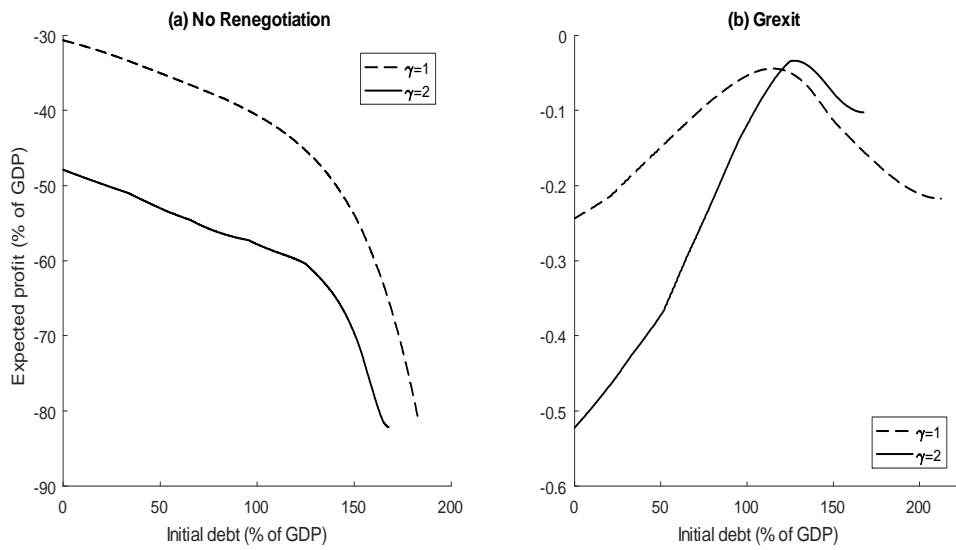 (a) No Renegotiation
-30
-40
-50
-60
-70
-80
-90
0
50
100
150
200
Expected profit (% of GDP)
Initial debt (% of GDP)
γ=1
γ=2
(b) Grexit
0
-0.1
-0.2
-0.3
-0.4
-0.5
-0.6
0
50
100
150
200
Initial debt (% of GDP)
γ=1
γ=2